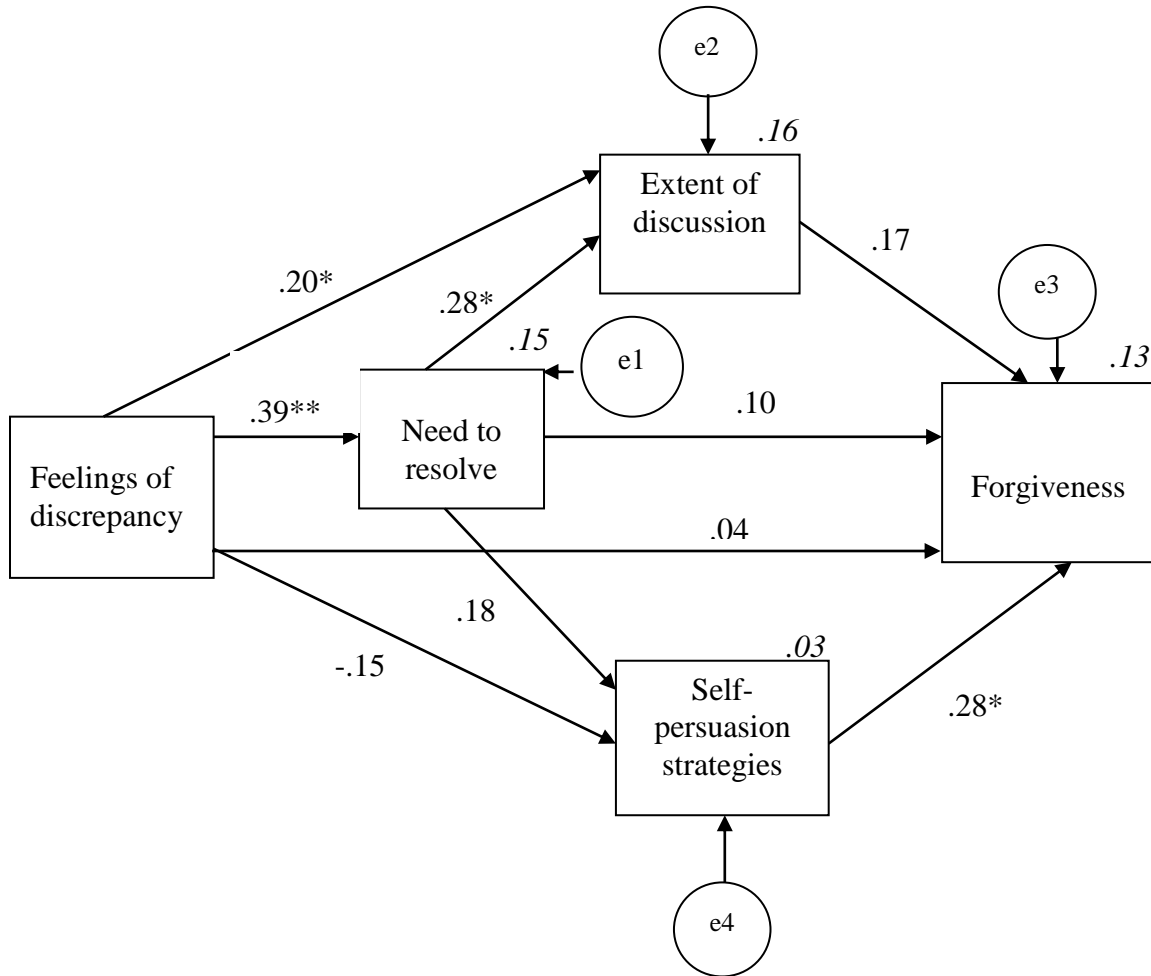 e2
.16
Extent of
discussion
.17
e3
.20*
.28*
.15
e1
.13
.39**
Need to
resolve
.10
Feelings of
discrepancy
Forgiveness
.04
.18
-.15
.03
Self-
persuasion
strategies
.28*
e4